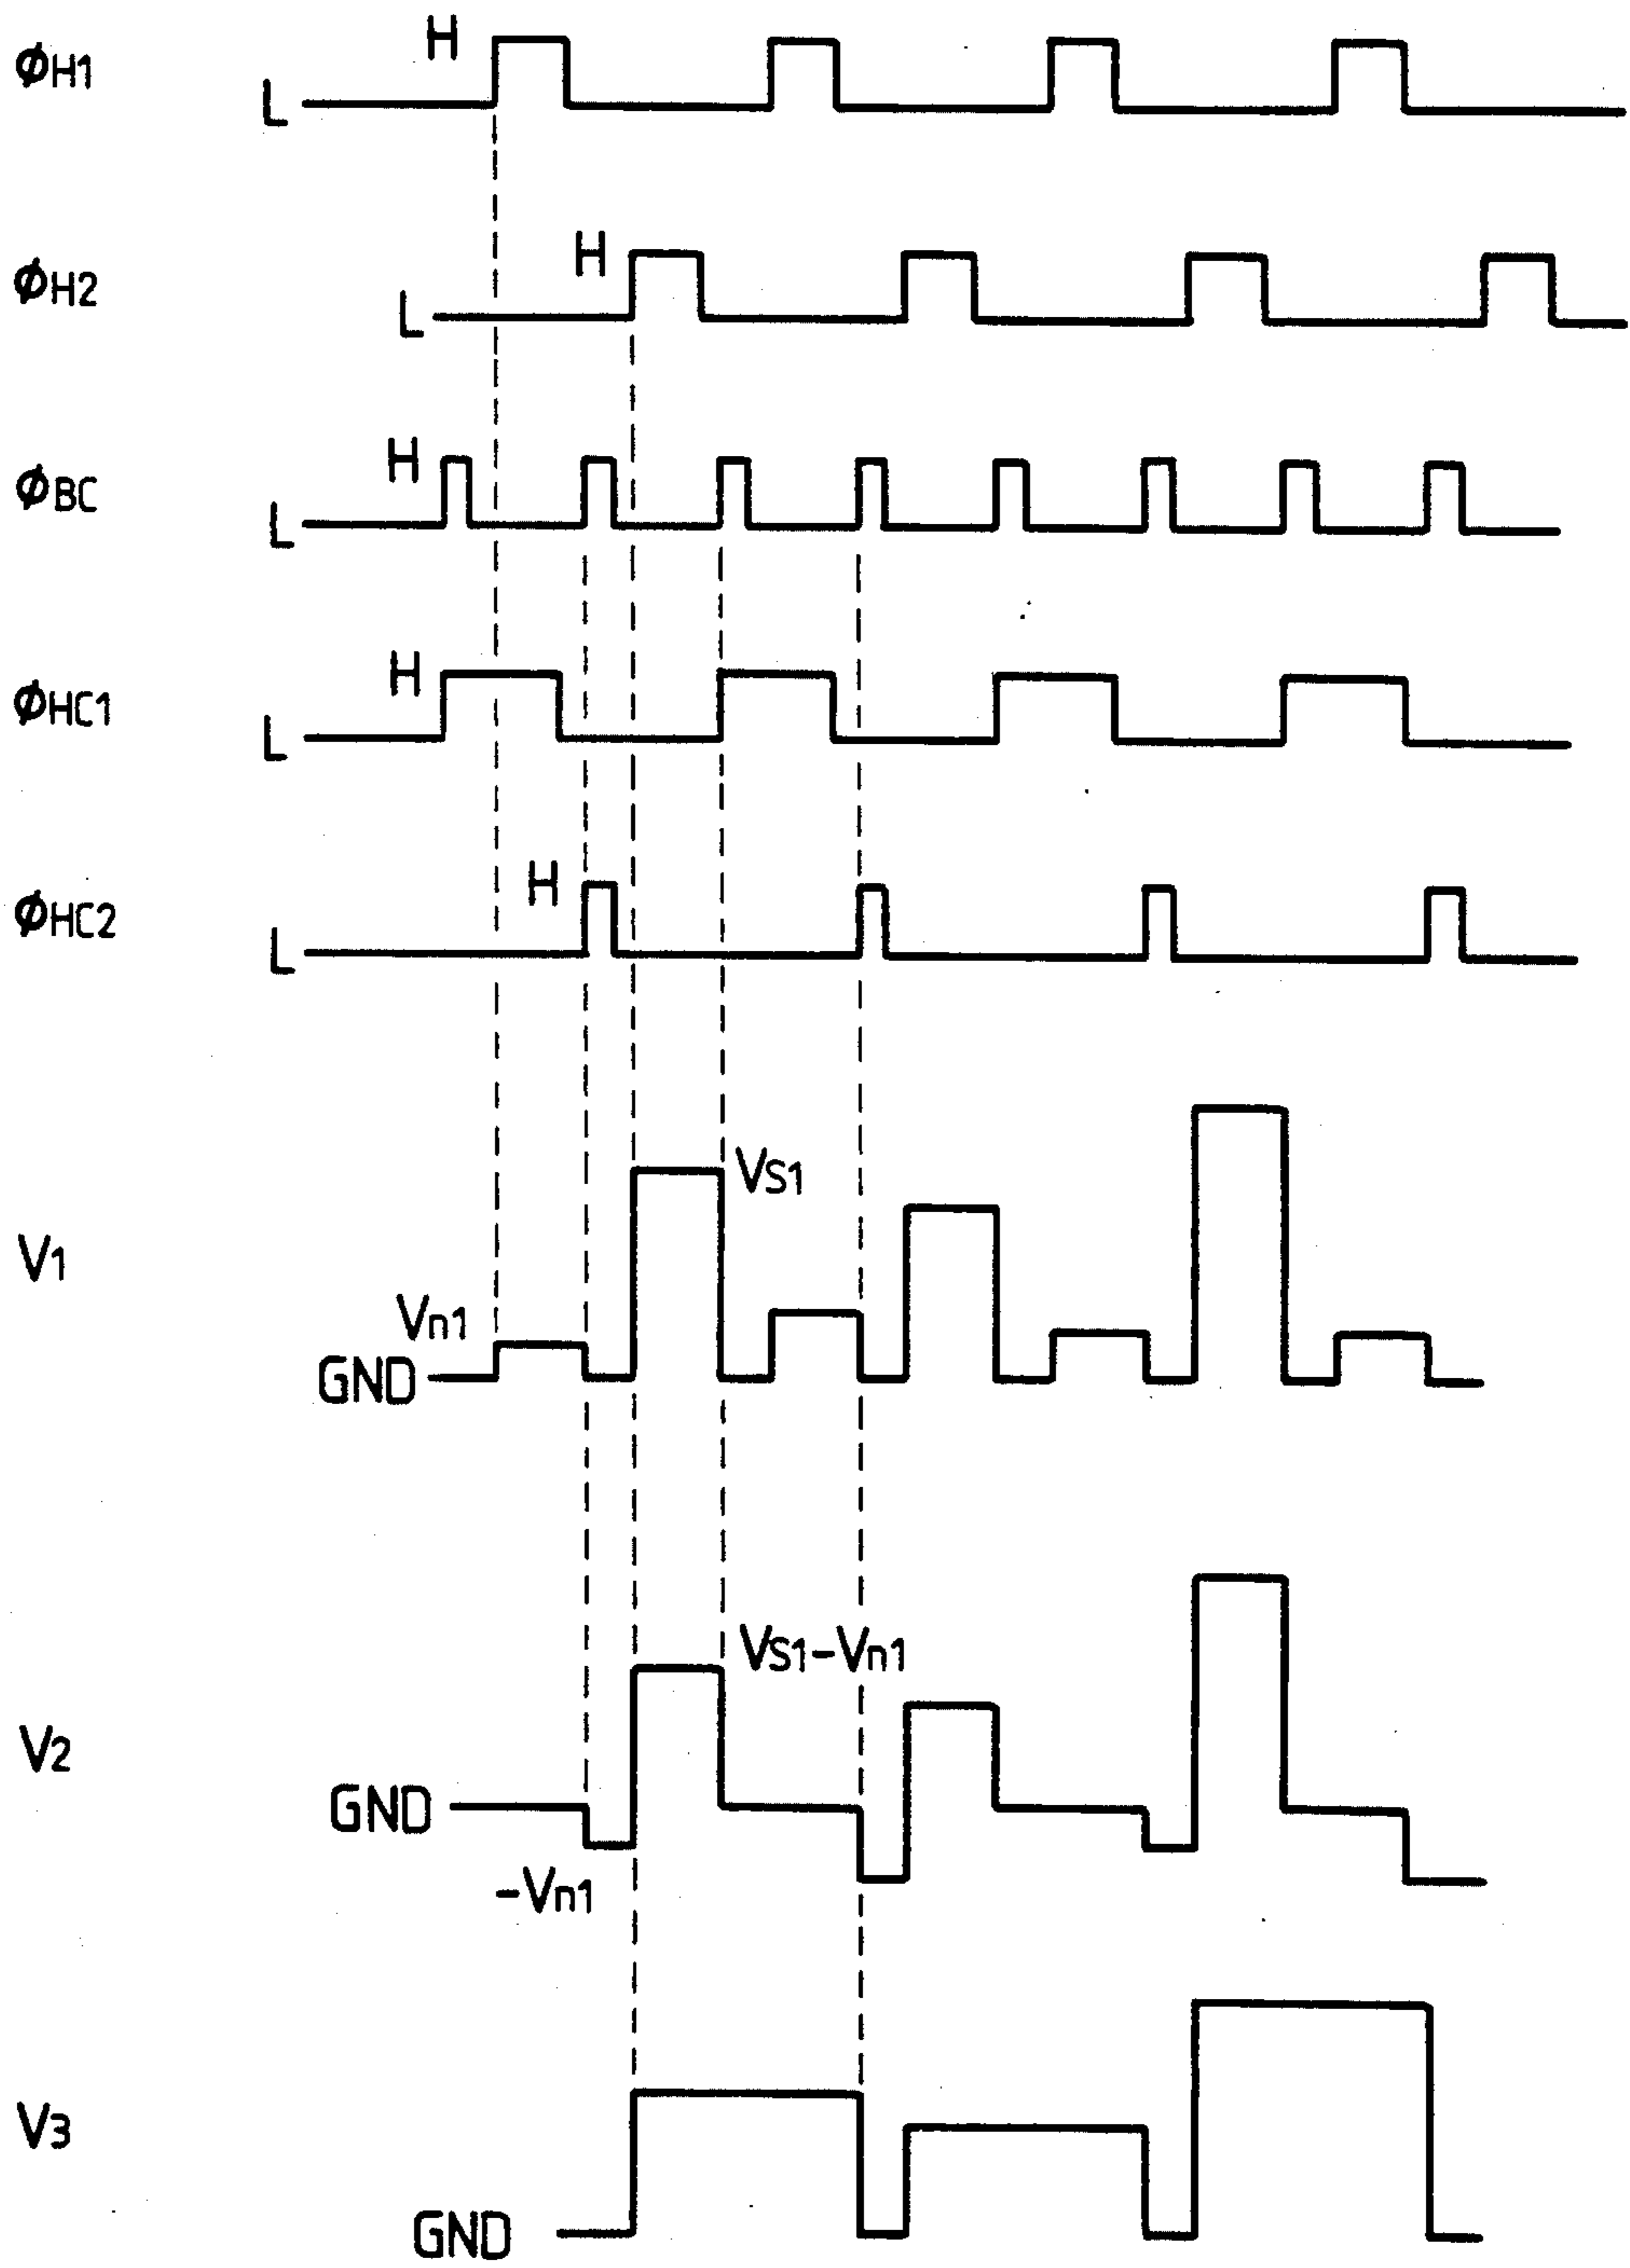 H
ϕH1
L
H
ϕH2
L
H
ϕBC
L
H
ϕHC1
L
H
ϕHC2
L
VS1
V1
Vn1
GND
VS1-Vn1
V2
GND
-Vn1
V3
GND